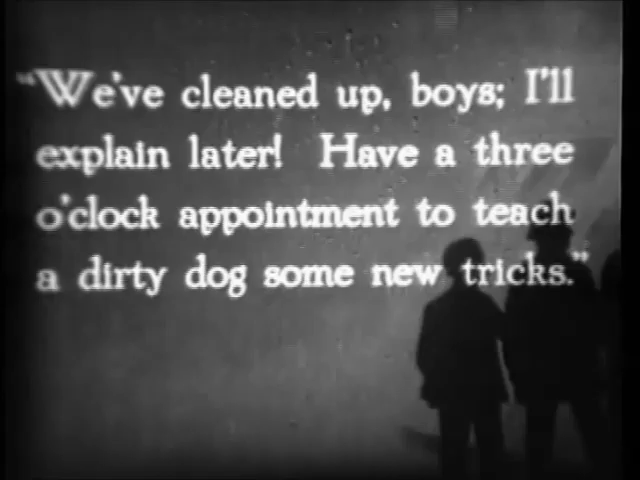 "We've cleaned up, boys; I'll
explain later! Have a three
o'clock appointment to teach
a dirty dog some new tricks."